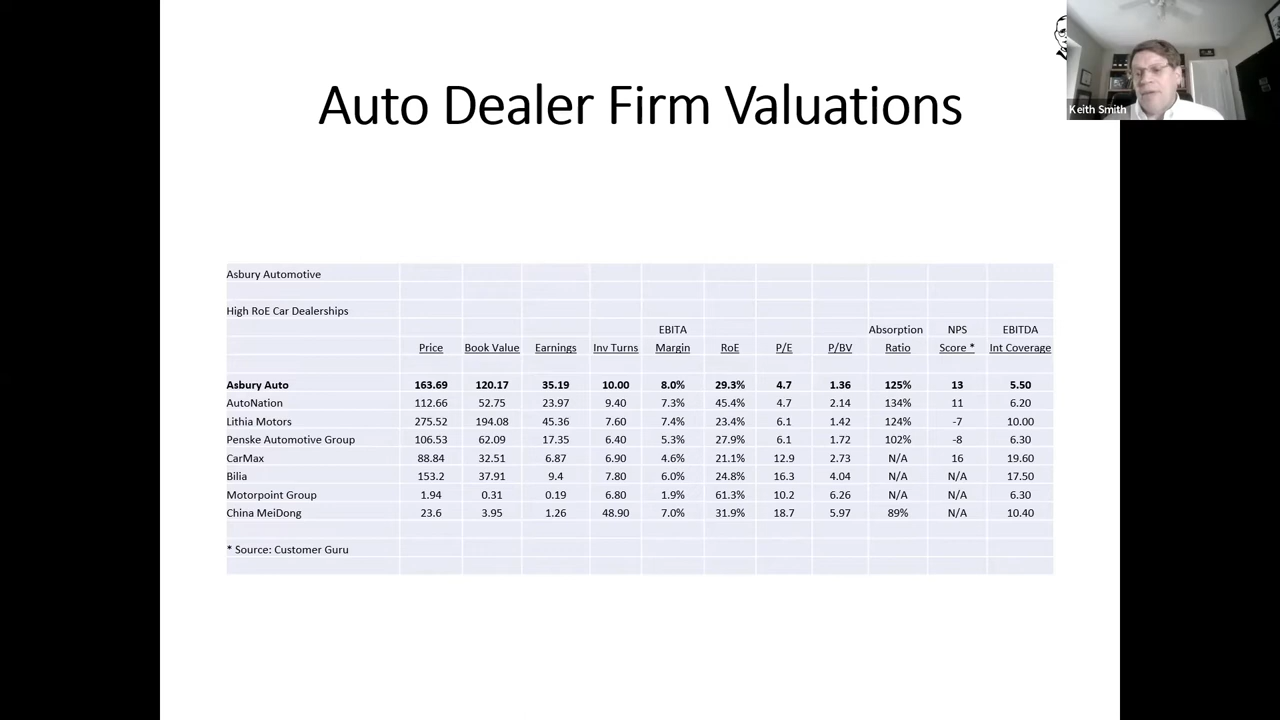 Keith Smith
Auto Dealer Firm Valuations
Asbury Automotive
High RoE Car Dealerships
EBITA Absorption NPS EBITDA
Price Book Value Earnings Inv Turns Margin RoE P/E P/BV Ratio Score * Int Coverage
Asbury Auto 163.69 120.17 35.19 10.00 8.0% 29.3% 4.7 1.36 125% 13 5.50
AutoNation 112.66 52.75 23.97 9.40 7.3% 45.4% 4.7 2.14 134% 11 6.20
Lithia Motors 275.52 194.08 45.36 7.60 7.4% 23.4% 6.1 1.42 124% -7 10.00
Penske Automotive Group 106.53 62.09 17.35 6.40 5.3% 27.9% 6.1 1.72 102% -8 6.30
CarMax 88.84 32.51 6.87 6.90 4.6% 21.1% 12.9 2.73 N/A 16 19.60
Bilia 153.2 37.91 9.4 7.80 6.0% 24.8% 16.3 4.04 N/A N/A 17.50
Motorpoint Group 1.94 0.31 0.19 6.80 1.9% 61.3% 10.2 6.26 N/A N/A 6.30
China MeiDong 23.6 3.95 1.26 48.90 7.0% 31.9% 18.7 5.97 89% N/A 10.40
* Source: Customer Guru